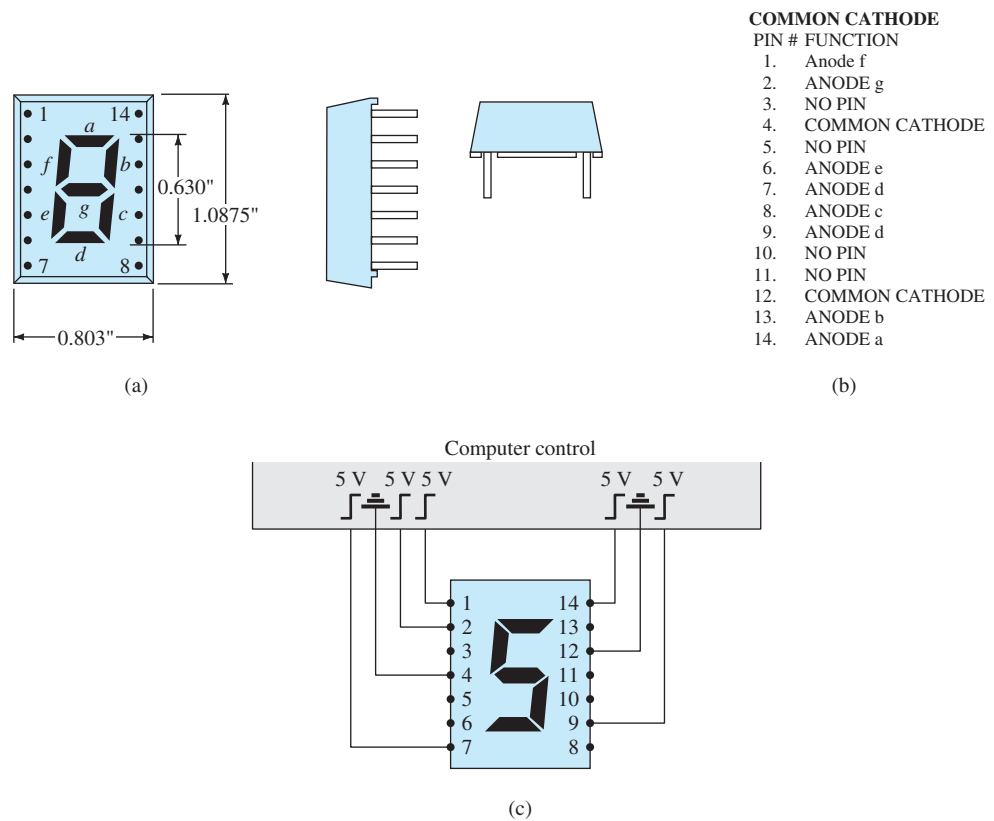 COMMON CATHODE
PIN # FUNCTION
1. Anode f
2. ANODE g
3. NO PIN
4. COMMON CATHODE
5. NO PIN
6. ANODE e
7. ANODE d
8. ANODE c
9. ANODE d
10. NO PIN
11. NO PIN
12. COMMON CATHODE
13. ANODE b
14. ANODE a
1 14
a
f b
0.630"
e g c 1.0875"
d
7 8
0.803"
(a)
(b)
Computer control
5 V 5 V 5 V 5 V 5 V
1 14
2 13
3 12
4 11
5 10
6 9
7 8
(c)